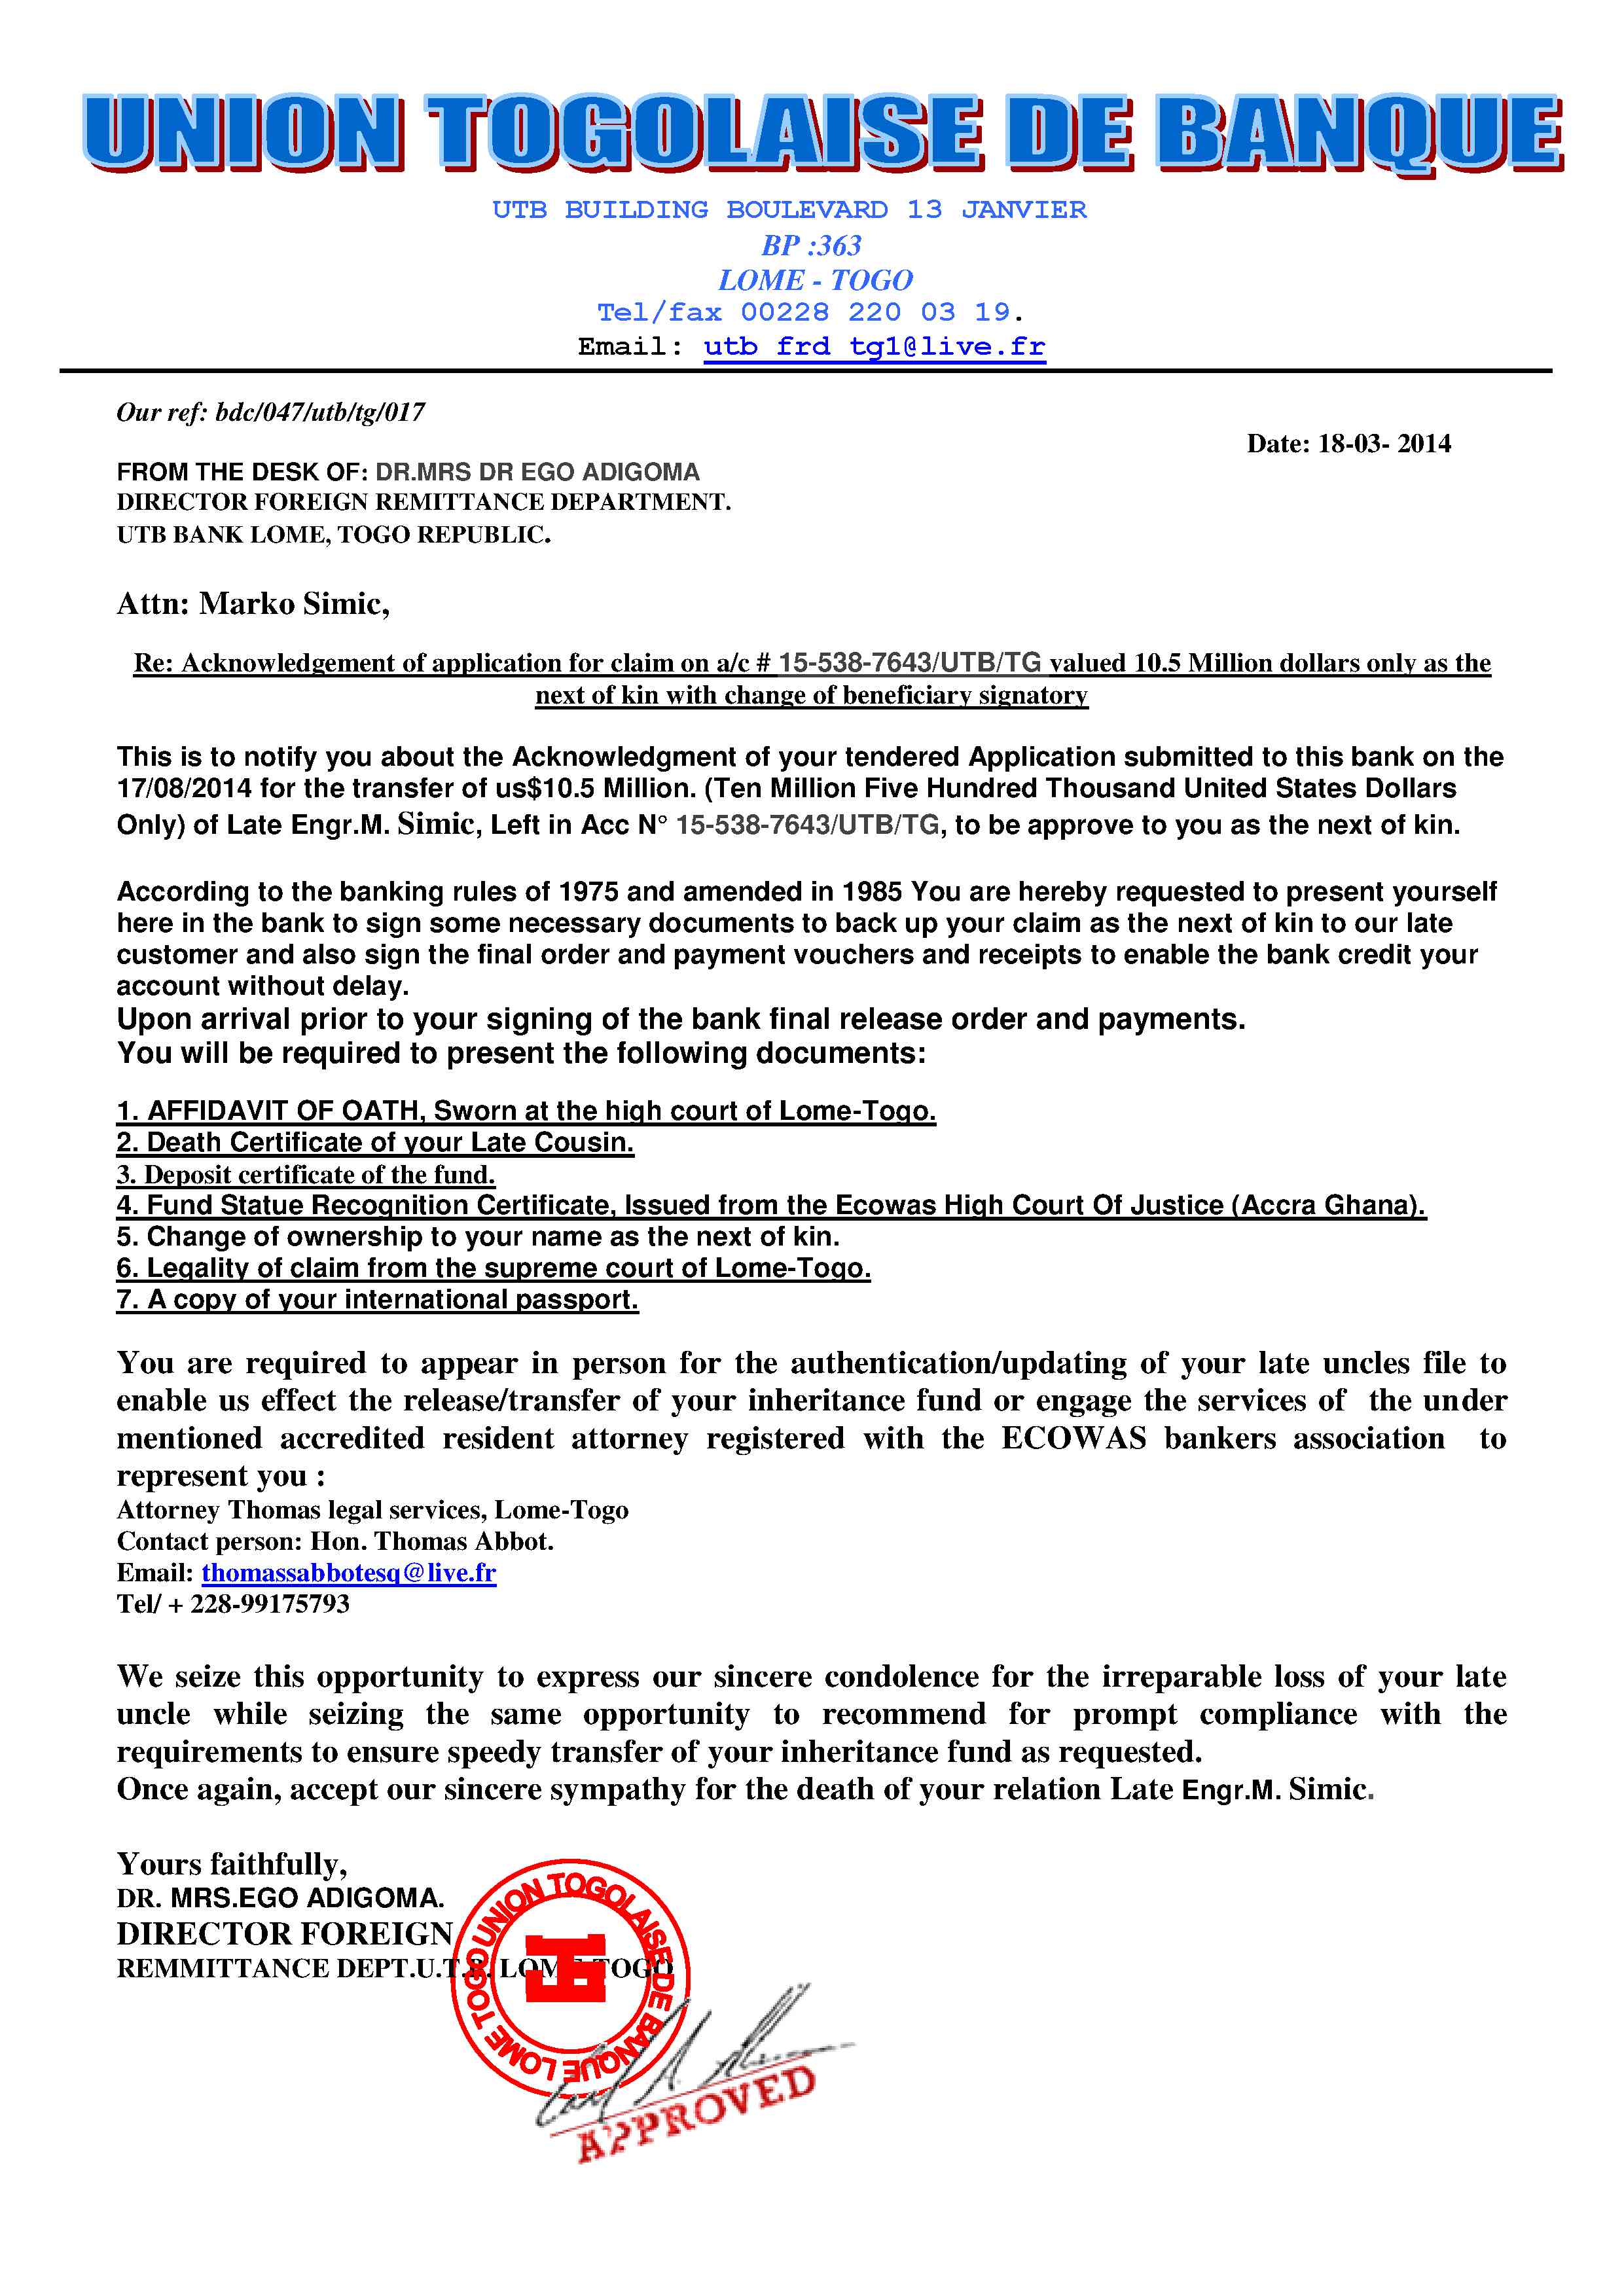 UNION TOGOLAISE DE BANQUE
UTB BUILDING BOULEVARD 13 JANVIER
BP :363
LOME - TOGO
Tel/fax 00228 220 03 19.
Email: utb frd tg1@live.fr
Our ref: bdc/047/utb/tg/017
Date: 18-03- 2014
FROM THE DESK OF: DR.MRS DR EGO ADIGOMA
DIRECTOR FOREIGN REMITTANCE DEPARTMENT.
UTB BANK LOME, TOGO REPUBLIC.
Attn: Marko Simic,
Re: Acknowledgement of application for claim on a/c # 15-538-7643/UTB/TG valued 10.5 Million dollars only as the
next of kin with change of beneficiary signatory
This is to notify you about the Acknowledgment of your tendered Application submitted to this bank on the
17/08/2014 for the transfer of us$10.5 Million. (Ten Million Five Hundred Thousand United States Dollars
Only) of Late Engr.M. Simic, Left in Acc N° 15-538-7643/UTB/TG, to be approve to you as the next of kin.
According to the banking rules of 1975 and amended in 1985 You are hereby requested to present yourself
here in the bank to sign some necessary documents to back up your claim as the next of kin to our late
customer and also sign the final order and payment vouchers and receipts to enable the bank credit your
account without delay.
Upon arrival prior to your signing of the bank final release order and payments.
You will be required to present the following documents:
1. AFFIDAVIT OF OATH, Sworn at the high court of Lome-Togo.
2. Death Certificate of your Late Cousin.
3. Deposit certificate of the fund.
4. Fund Statue Recognition Certificate, Issued from the Ecowas High Court Of Justice (Accra Ghana).
5. Change of ownership to your name as the next of kin.
6. Legality of claim from the supreme court of Lome-Togo.
7. A copy of your international passport.
You are required to appear in person for the authentication/updating of your late uncles file to
enable us effect the release/transfer of your inheritance fund or engage the services of the under
mentioned accredited resident attorney registered with the ECOWAS bankers association to
represent you :
Attorney Thomas legal services, Lome-Togo
Contact person: Hon. Thomas Abbot.
Email: thomassabbotesq@live.fr
Tel/ + 228-99175793
We seize this opportunity to express our sincere condolence for the irreparable loss of your late
uncle while seizing the same opportunity to recommend for prompt compliance with the
requirements to ensure speedy transfer of your inheritance fund as requested.
Once again, accept our sincere sympathy for the death of your relation Late Engr.M. Simic.
Yours faithfully,
DR. MRS.EGO ADIGOMA.
DIRECTOR FOREIGN
REMMITTANCE DEPT.U.T.B. LOME TOGO
UNION TOGOLAISE DE BANQUE LOME TOGO
APPROVED